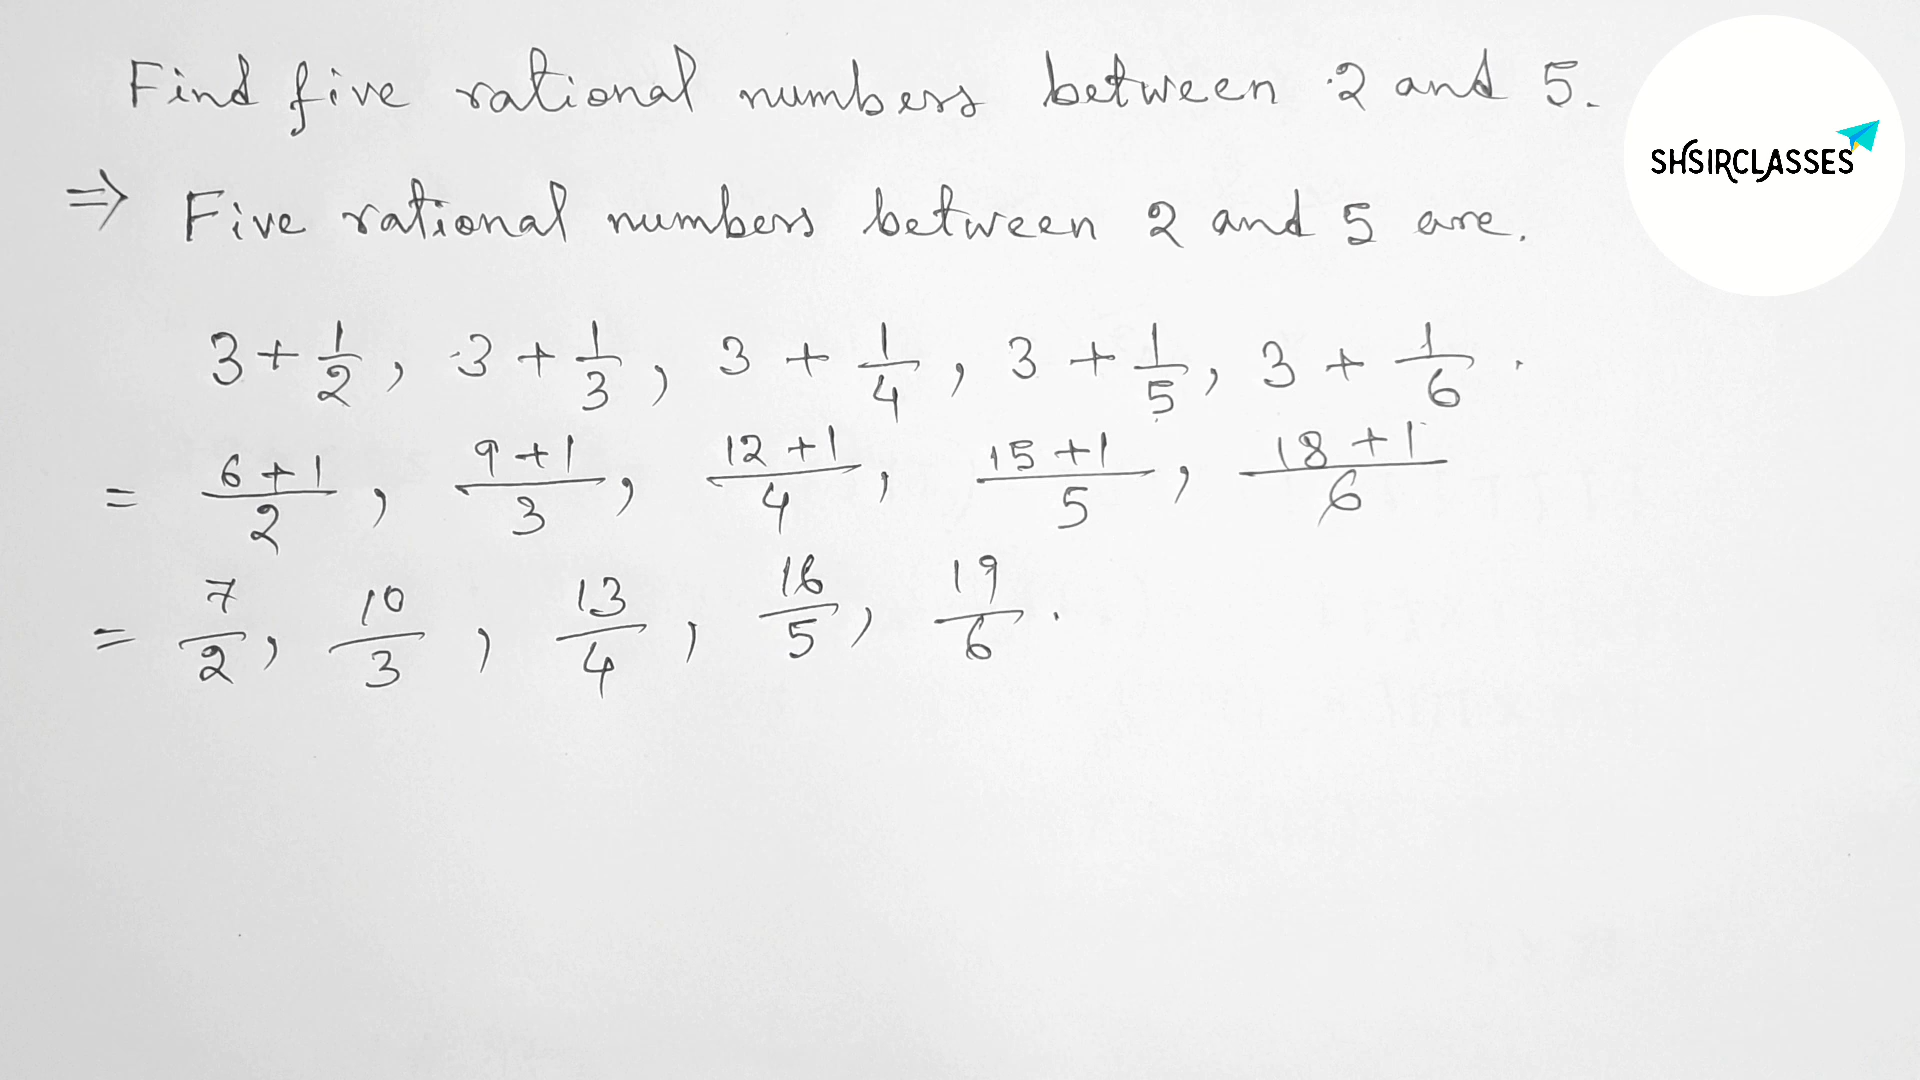 Find five rational numbers between 2 and 5.
SHSIRCLASSES
⇒ Five rational numbers between 2 and 5 are.
3 + 1/2, 3 + 1/3, 3 + 1/4, 3 + 1/5, 3 + 1/6.
= (6+1)/2, (9+1)/3, (12+1)/4, (15+1)/5, (18+1)/6
= 7/2, 10/3, 13/4, 16/5, 19/6.